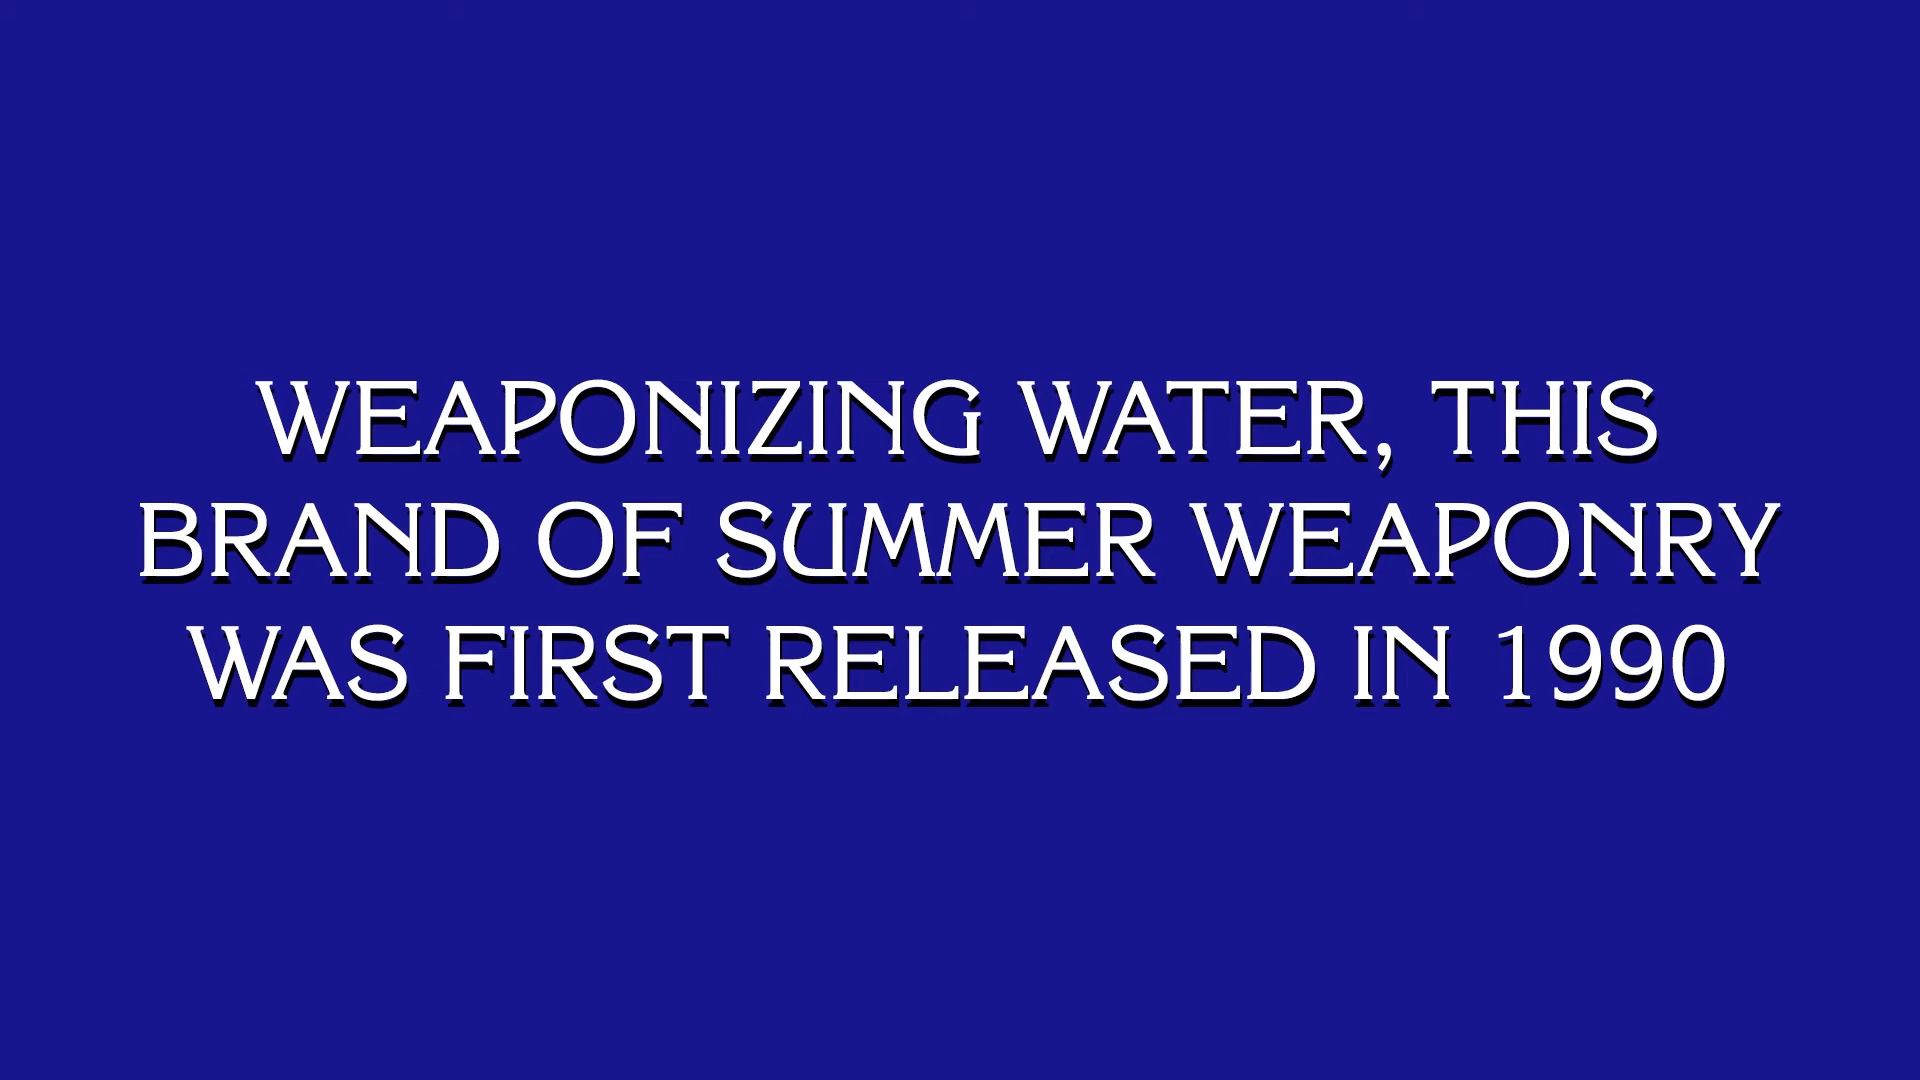 WEAPONIZING WATER, THIS
BRAND OF SUMMER WEAPONRY
WAS FIRST RELEASED IN 1990